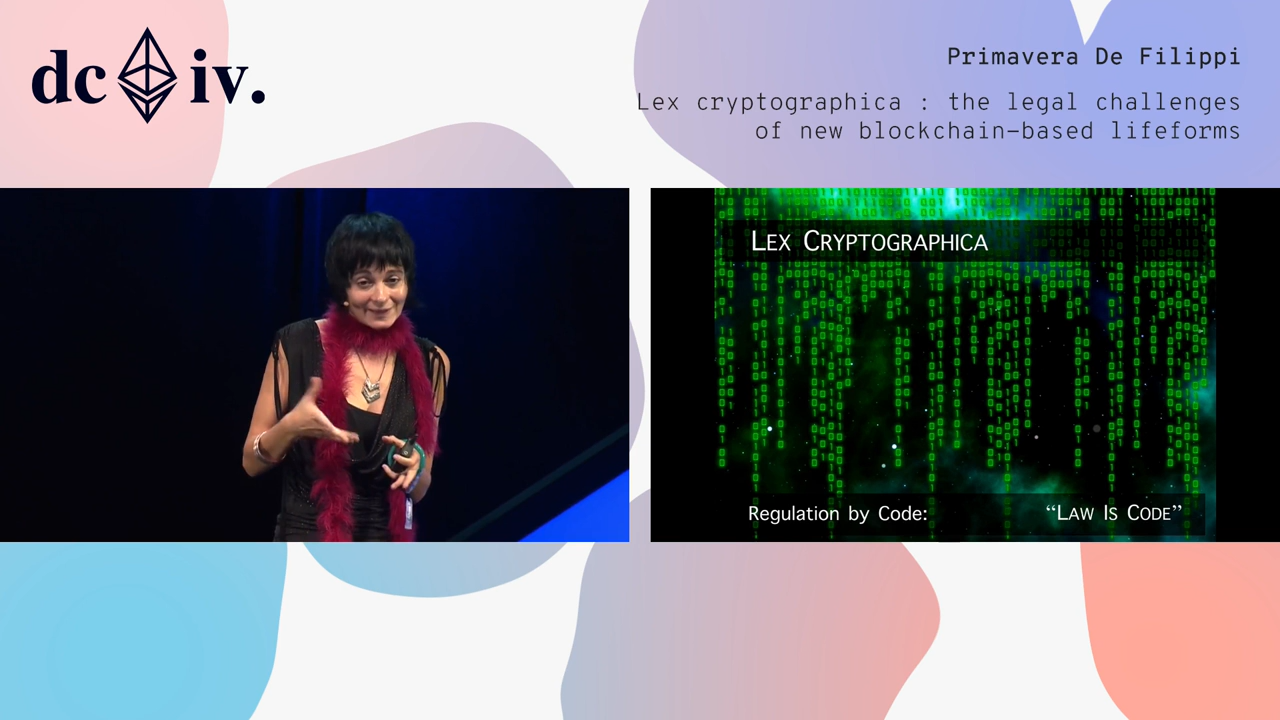 dc iv.
Primavera De Filippi
Lex cryptographica : the legal challenges
of new blockchain-based lifeforms
LEX CRYPTOGRAPHICA
Regulation by Code: “LAW IS CODE”